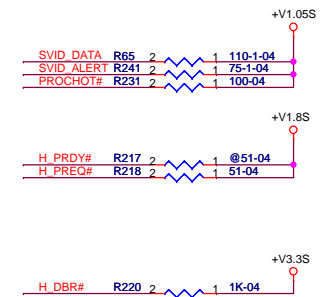 +V1.05S
SVID_DATA R65 2 1 110-1-04
SVID_ALERT R241 2 1 75-1-04
PROCHOT# R231 2 1 100-04
+V1.8S
H_PRDY# R217 2 1 @51-04
H_PREQ# R218 2 1 51-04
+V3.3S
H_DBR# R220 2 1 1K-04